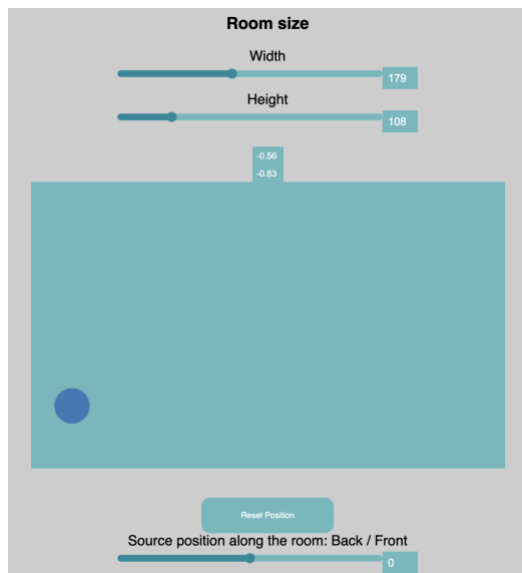 Room size
Width
179
Height
108
-0.56
-0.83
Reset Position
Source position along the room: Back / Front
0